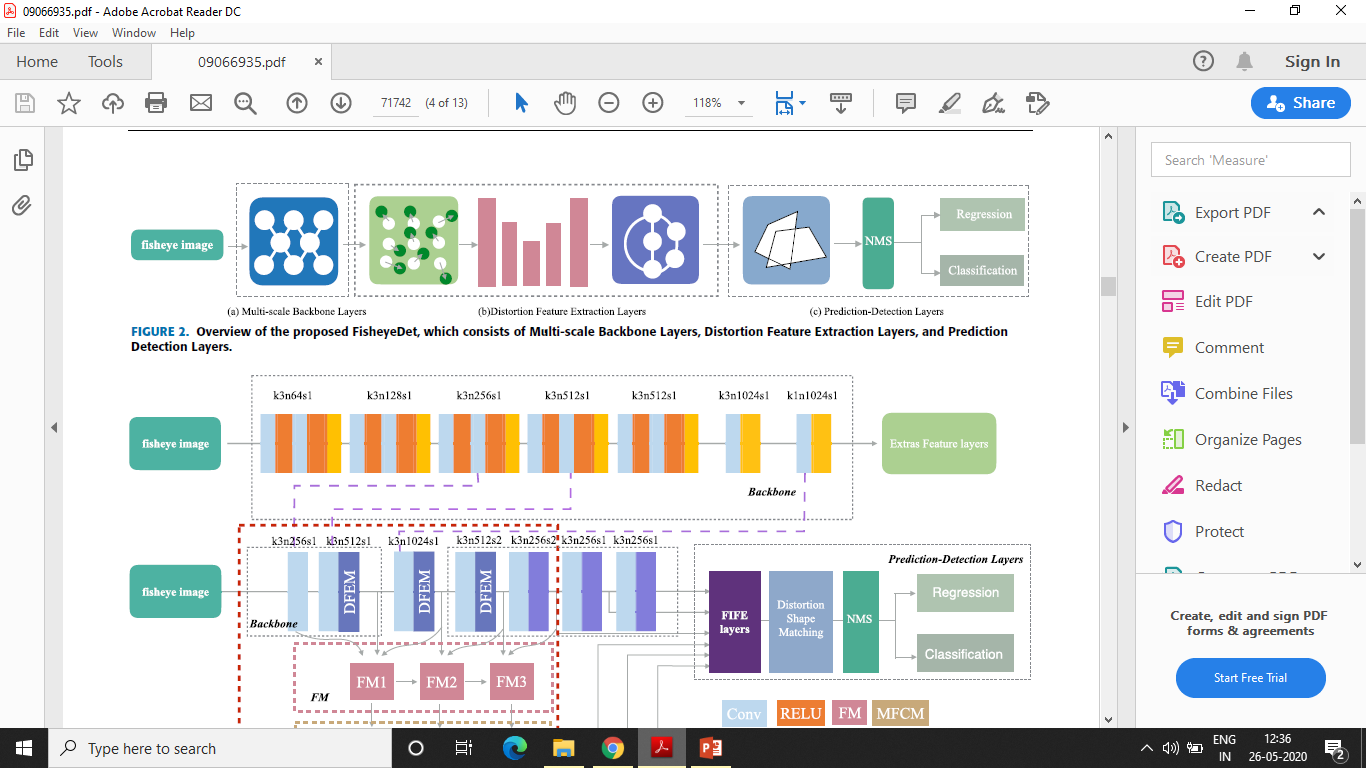 09066935.pdf - Adobe Acrobat Reader DC
File Edit View Window Help
Home Tools 09066935.pdf × Sign In
71742 (4 of 13) 118% Share
Search 'Measure'
Export PDF
Create PDF
Edit PDF
Comment
Combine Files
Organize Pages
Redact
Protect
Create, edit and sign PDF
forms & agreements
Start Free Trial
fisheye image
NMS
Regression
Classification
(a) Multi-scale Backbone Layers (b)Distortion Feature Extraction Layers (c) Prediction-Detection Layers
FIGURE 2. Overview of the proposed FisheyeDet, which consists of Multi-scale Backbone Layers, Distortion Feature Extraction Layers, and Prediction
Detection Layers.
k3n64s1 k3n128s1 k3n256s1 k3n512s1 k3n512s1 k3n1024s1 k1n1024s1
fisheye image Extras Feature layers
Backbone
k3n256s1 k3n512s1 k3n1024s1 k3n512s2 k3n256s2 k3n256s1 k3n256s1
Prediction-Detection Layers
fisheye image
DFEM DFEM DFEM
Backbone
FIFE
layers
Distortion
Shape
Matching
NMS
Regression
Classification
FM1 FM2 FM3
FM
Conv RELU FM MFCM
Type here to search
ENG
IN
12:36
26-05-2020
2